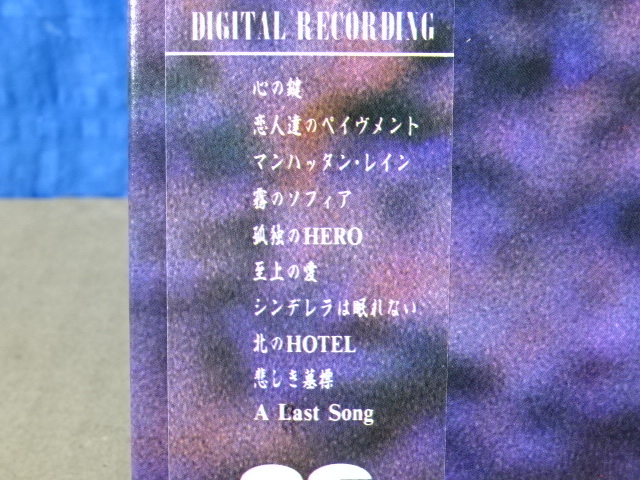 DIGITAL RECORDING
心の鍵
恋人達のペイヴメント
マンハッタン・レイン
霧のソフィア
孤独のHERO
至上の愛
シンデレラは眠れない
北のHOTEL
悲しき墓標
A Last Song